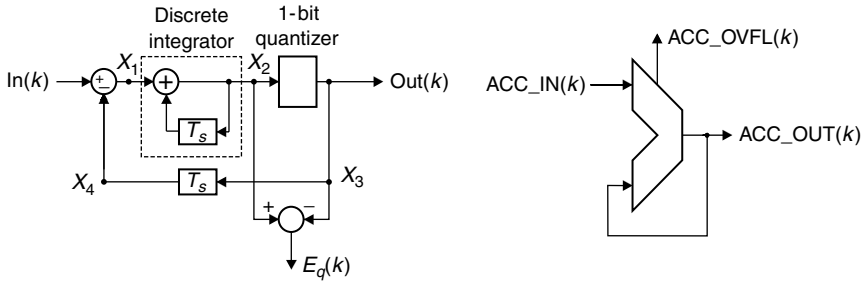 Discrete
integrator
1-bit
quantizer
In(k)
+
−
X1
+
X2
Out(k)
Ts
X4
Ts
X3
+
−
Eq(k)
ACC_OVFL(k)
ACC_IN(k)
ACC_OUT(k)